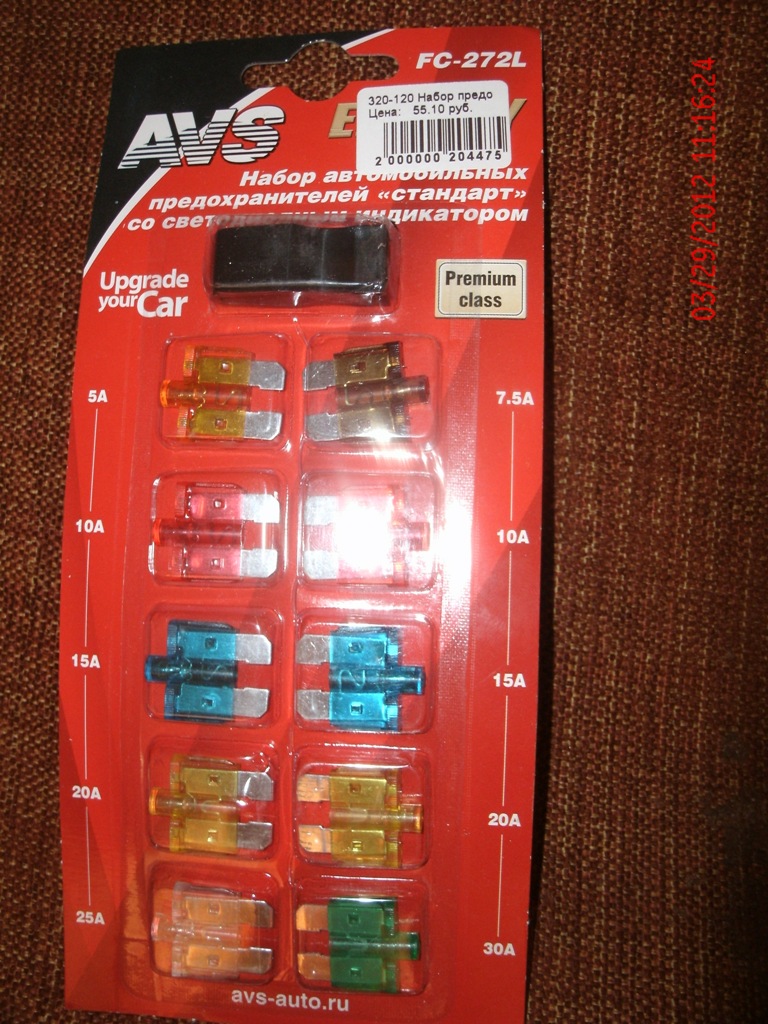 FC-272L
AVS
320-120 Набор предо
Цена: 55.10 руб.
2 000000 204475
Набор автомобильных
предохранителей «стандарт»
со светодиодным индикатором
Upgrade
your Car
Premium
class
5A
7.5A
10A
10A
15A
15A
20A
20A
25A
30A
avs-auto.ru
03/29/2012 11:16:24